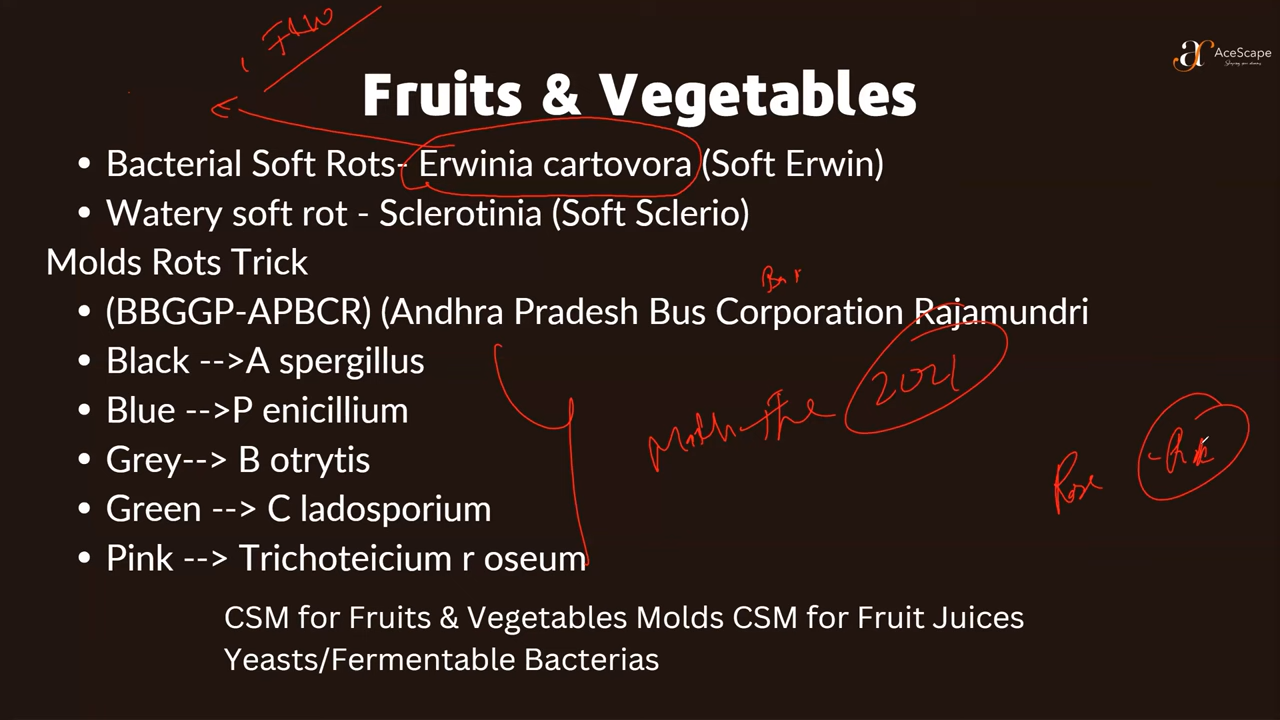 AceScape
Fruits & Vegetables
• Bacterial Soft Rots- Erwinia cartovora (Soft Erwin)
• Watery soft rot - Sclerotinia (Soft Sclerio)
Molds Rots Trick
• (BBGGP-APBCR) (Andhra Pradesh Bus Corporation Rajamundri
• Black -->A spergillus
• Blue -->P enicillium
• Grey--> B otrytis
• Green --> C ladosporium
• Pink --> Trichoteicium r oseum
2021
Rose
CSM for Fruits & Vegetables Molds CSM for Fruit Juices
Yeasts/Fermentable Bacterias